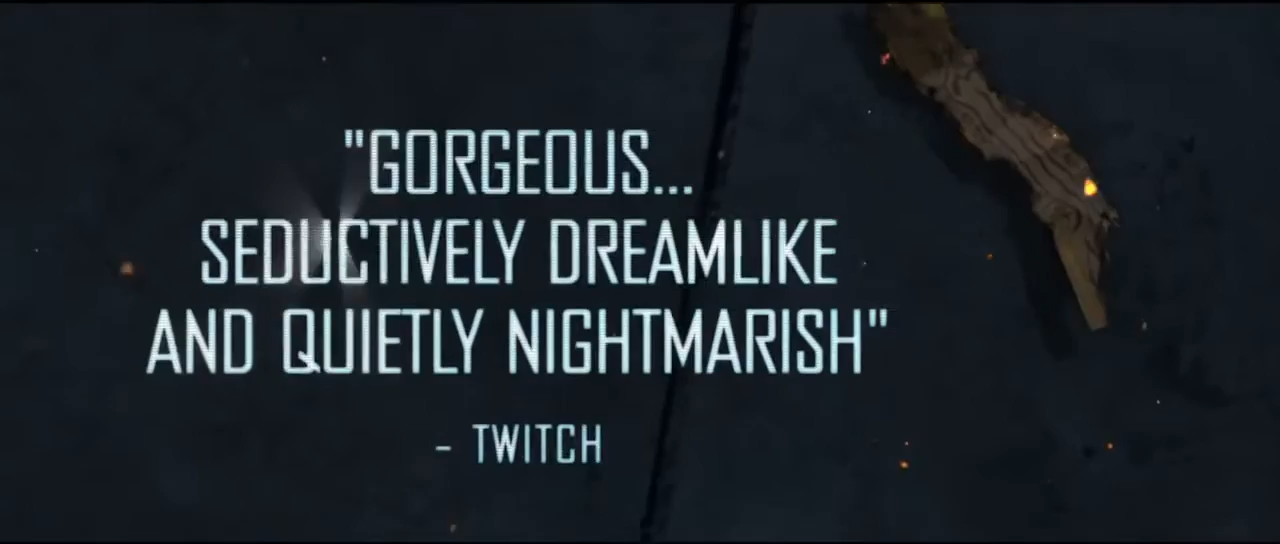 "GORGEOUS...
SEDUCTIVELY DREAMLIKE
AND QUIETLY NIGHTMARISH"
- TWITCH